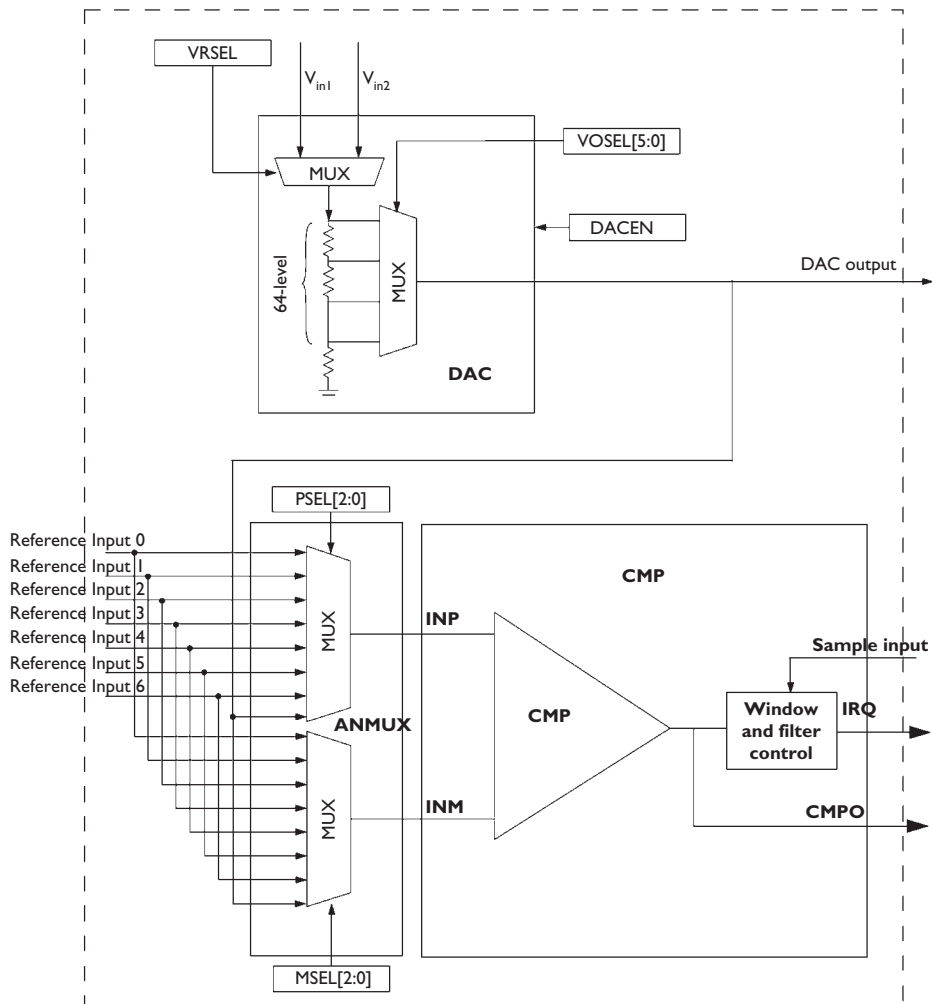 VRSEL
Vin1
Vin2
VOSEL[5:0]
MUX
DACEN
64-level
MUX
DAC output
DAC
PSEL[2:0]
Reference Input 0
Reference Input 1
Reference Input 2
Reference Input 3
Reference Input 4
Reference Input 5
Reference Input 6
MUX
ANMUX
MUX
MSEL[2:0]
INP
INM
CMP
CMP
Sample input
Window
and filter
control
IRQ
CMPO